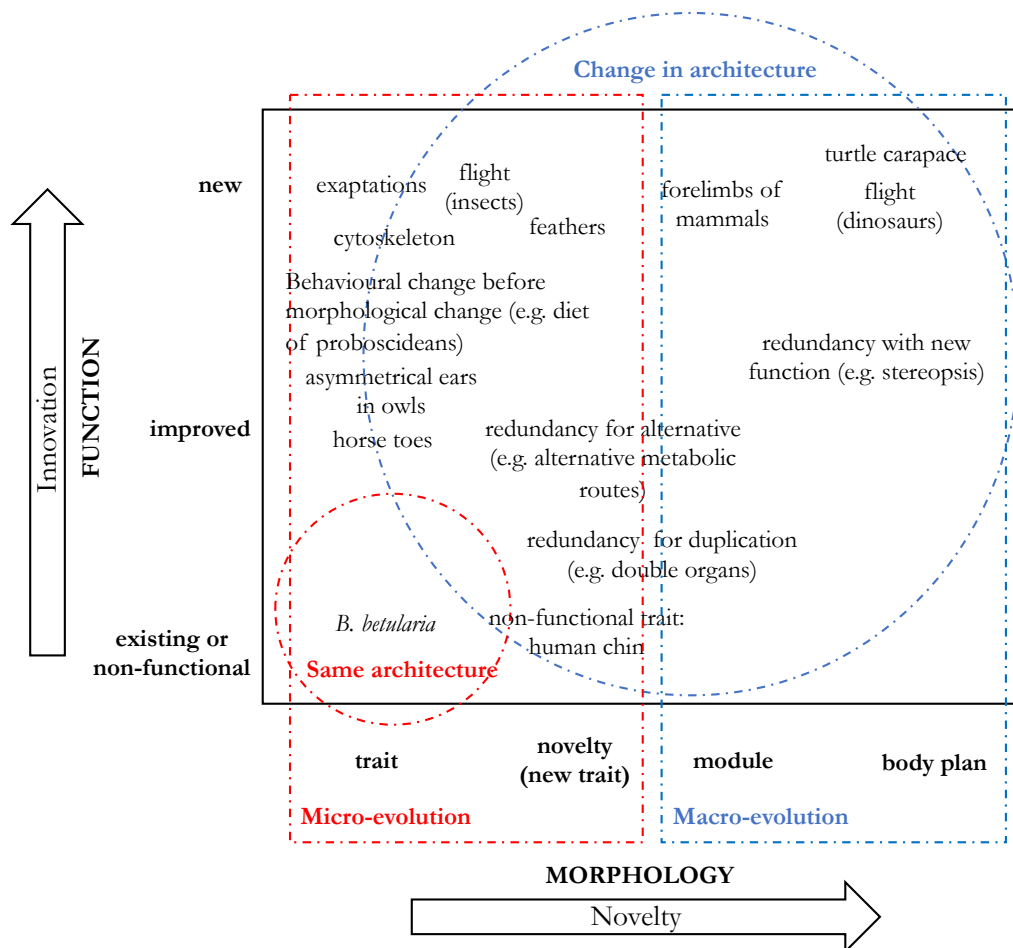 Change in architecture
turtle carapace
new
exaptations
flight
(insects)
forelimbs of
mammals
flight
(dinosaurs)
feathers
cytoskeleton
Behavioural change before
morphological change (e.g. diet
of proboscideans)
redundancy with new
function (e.g. stereopsis)
asymmetrical ears
in owls
Innovation
FUNCTION
improved
horse toes
redundancy for alternative
(e.g. alternative metabolic
routes)
redundancy for duplication
(e.g. double organs)
existing or
non-functional
B. betularia
non-functional trait:
human chin
Same architecture
trait
novelty
(new trait)
module
body plan
Micro-evolution
Macro-evolution
MORPHOLOGY
Novelty